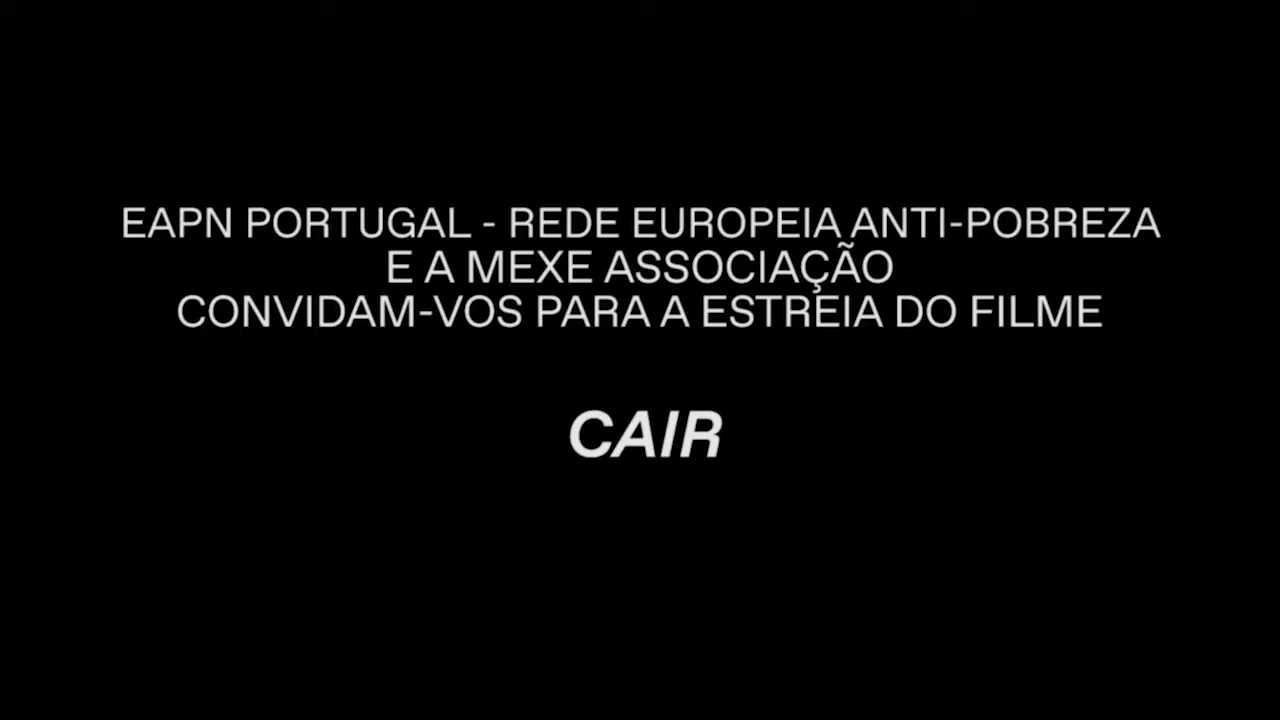 EAPN PORTUGAL - REDE EUROPEIA ANTI-POBREZA
E A MEXE ASSOCIAÇÃO
CONVIDAM-VOS PARA A ESTREIA DO FILME
CAIR